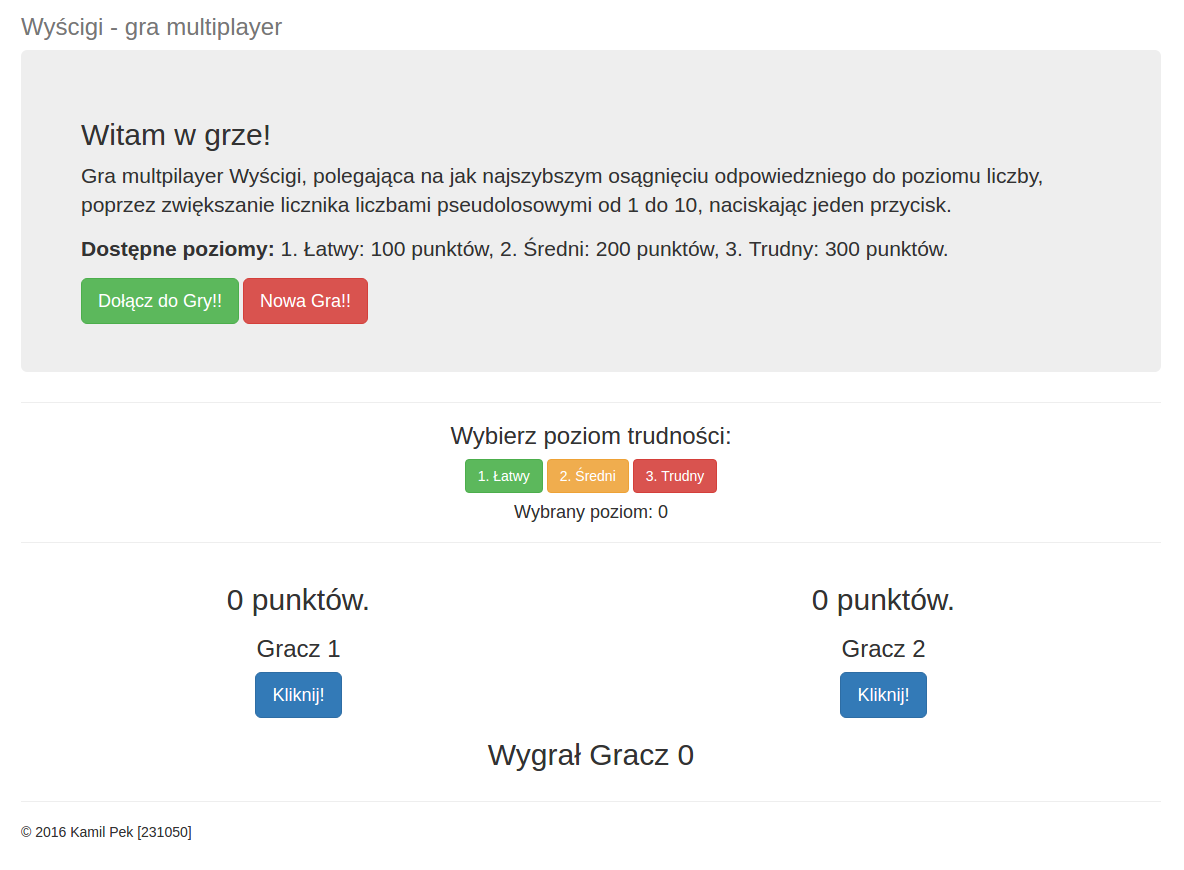 Wyścigi - gra multiplayer
Witam w grze!
Gra multpilayer Wyścigi, polegająca na jak najszybszym osągnięciu odpowiedzniego do poziomu liczby,
poprzez zwiększanie licznika liczbami pseudolosowymi od 1 do 10, naciskając jeden przycisk.
Dostępne poziomy: 1. Łatwy: 100 punktów, 2. Średni: 200 punktów, 3. Trudny: 300 punktów.
Dołącz do Gry!! Nowa Gra!!
Wybierz poziom trudności:
1. Łatwy 2. Średni 3. Trudny
Wybrany poziom: 0
0 punktów. 0 punktów.
Gracz 1 Gracz 2
Kliknij! Kliknij!
Wygrał Gracz 0
© 2016 Kamil Pek [231050]